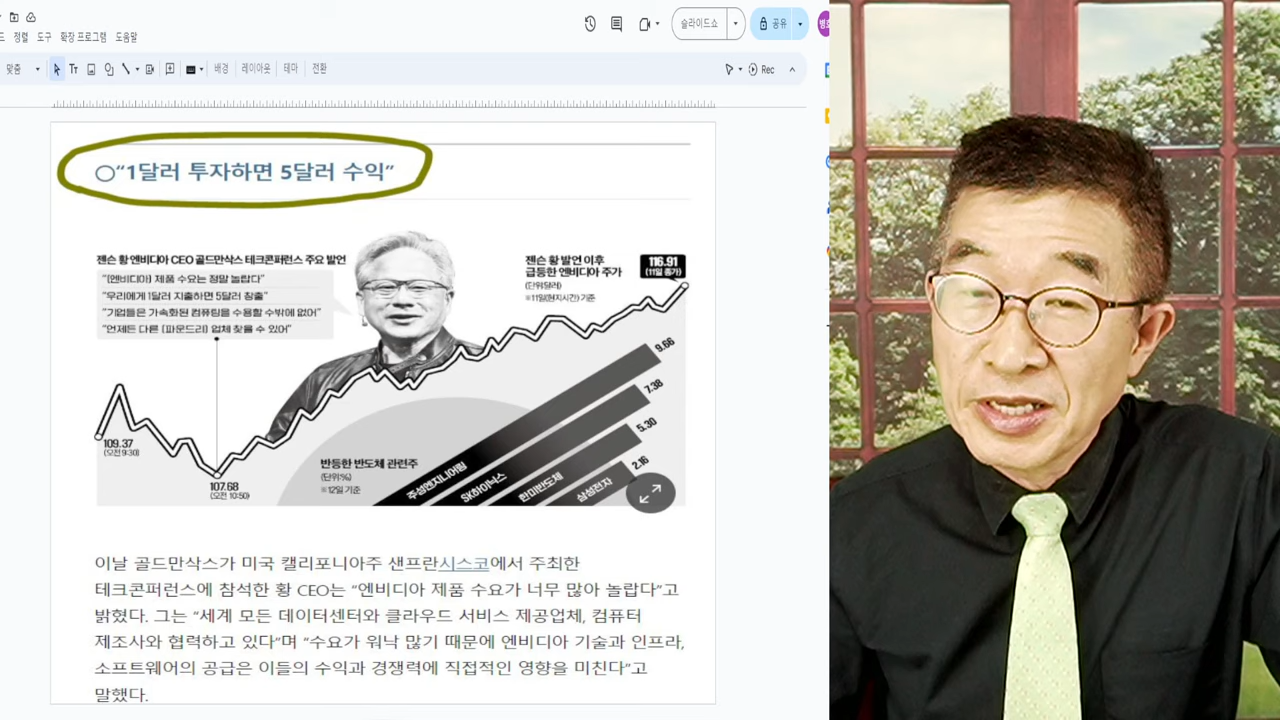 정렬 도구 확장 프로그램 도움말
슬라이드쇼
공유
맞춤
배경 레이아웃 테마 전환
Rec
○“1달러 투자하면 5달러 수익”
젠슨 황 엔비디아 CEO 골드만삭스 테크콘퍼런스 주요 발언
“(엔비디아) 제품 수요는 정말 놀랍다”
“우리에게 1달러 지출하면 5달러 창출”
“기업들은 가속화된 컴퓨팅을 수용할 수밖에 없어”
“언제든 다른 (파운드리) 업체 찾을 수 있어”
젠슨 황 발언 이후
급등한 엔비디아 주가
(단위:달러)
※11일(현지시간) 기준
116.91
(11일 종가)
109.37
(오전 9:30)
107.68
(오전 10:50)
반등한 반도체 관련주
(단위:%)
※12일 기준
주성엔지니어링
9.66
SK하이닉스
7.38
한미반도체
5.30
삼성전자
2.16
이날 골드만삭스가 미국 캘리포니아주 샌프란시스코에서 주최한
테크콘퍼런스에 참석한 황 CEO는 “엔비디아 제품 수요가 너무 많아 놀랍다”고
밝혔다. 그는 “세계 모든 데이터센터와 클라우드 서비스 제공업체, 컴퓨터
제조사와 협력하고 있다”며 “수요가 워낙 많기 때문에 엔비디아 기술과 인프라,
소프트웨어의 공급은 이들의 수익과 경쟁력에 직접적인 영향을 미친다”고
말했다.